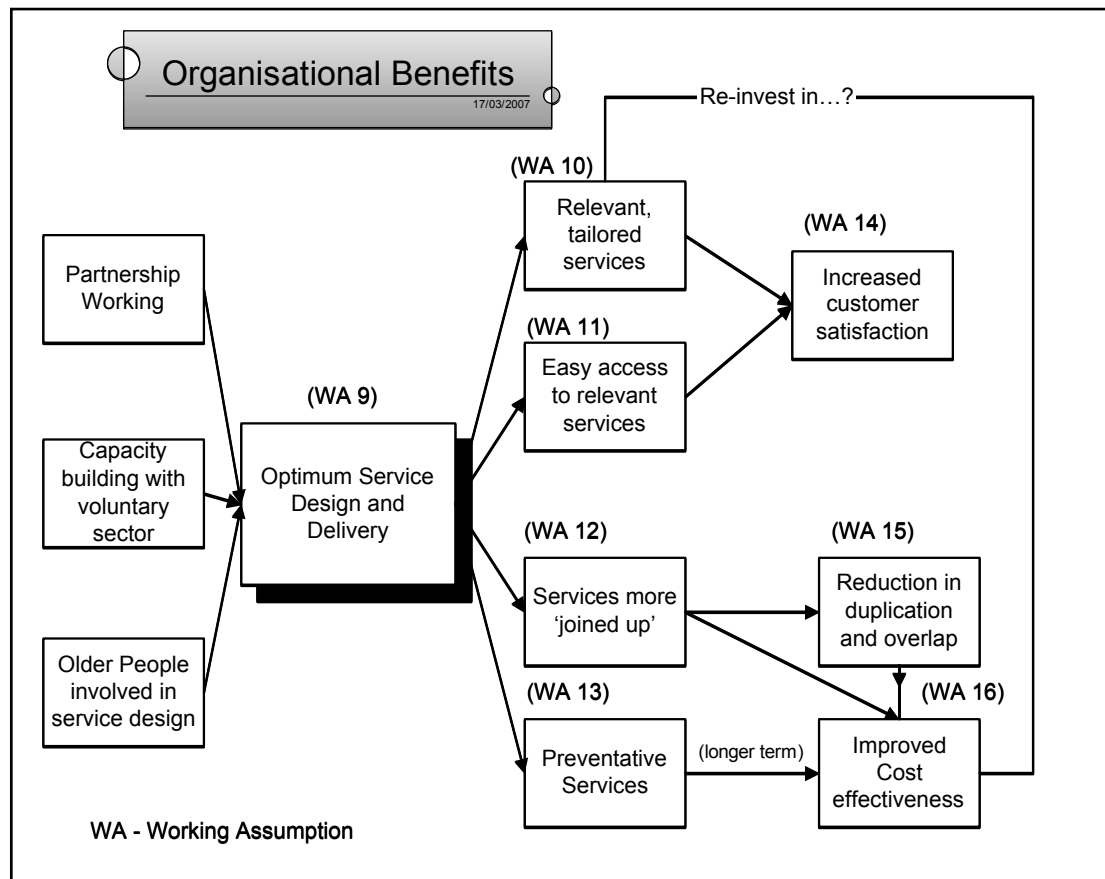 Organisational Benefits
17/03/2007
Re-invest in…?
(WA 10)
Relevant,
tailored
services
(WA 14)
Increased
customer
satisfaction
Partnership
Working
(WA 11)
Easy access
to relevant
services
(WA 9)
Optimum Service
Design and
Delivery
Capacity
building with
voluntary
sector
(WA 12)
Services more
‘joined up’
(WA 15)
Reduction in
duplication
and overlap
Older People
involved in
service design
(WA 13)
Preventative
Services
(longer term)
(WA 16)
Improved
Cost
effectiveness
WA - Working Assumption